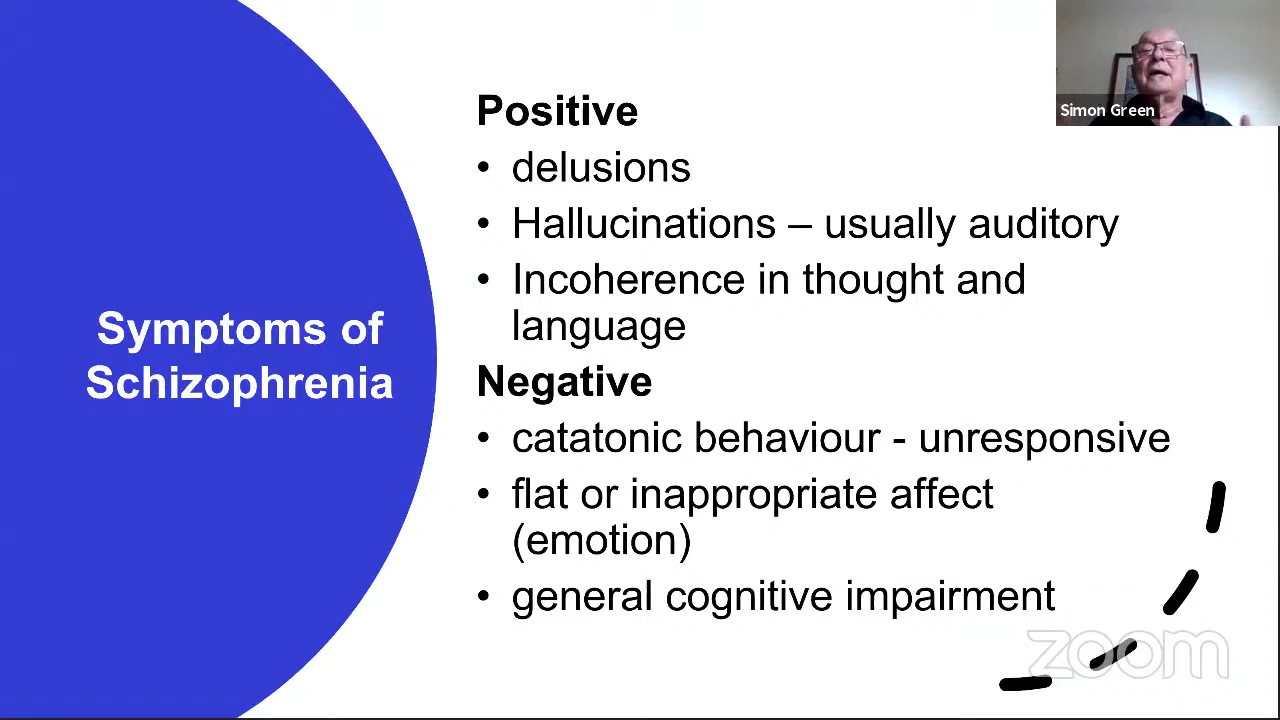 Simon Green
Positive
• delusions
• Hallucinations – usually auditory
• Incoherence in thought and
language
Symptoms of
Schizophrenia
Negative
• catatonic behaviour - unresponsive
• flat or inappropriate affect
(emotion)
• general cognitive impairment
zoom